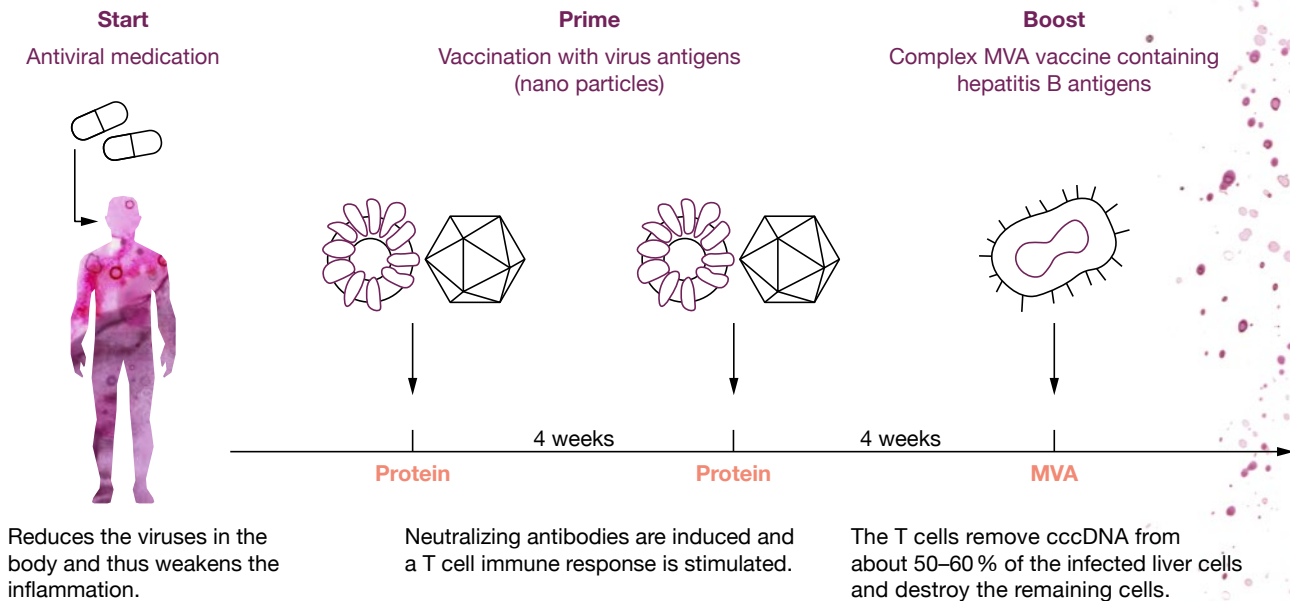 Start
Antiviral medication
Prime
Vaccination with virus antigens
(nano particles)
Boost
Complex MVA vaccine containing
hepatitis B antigens
4 weeks
4 weeks
Protein
Protein
MVA
Reduces the viruses in the
body and thus weakens the
inflammation.
Neutralizing antibodies are induced and
a T cell immune response is stimulated.
The T cells remove cccDNA from
about 50–60 % of the infected liver cells
and destroy the remaining cells.